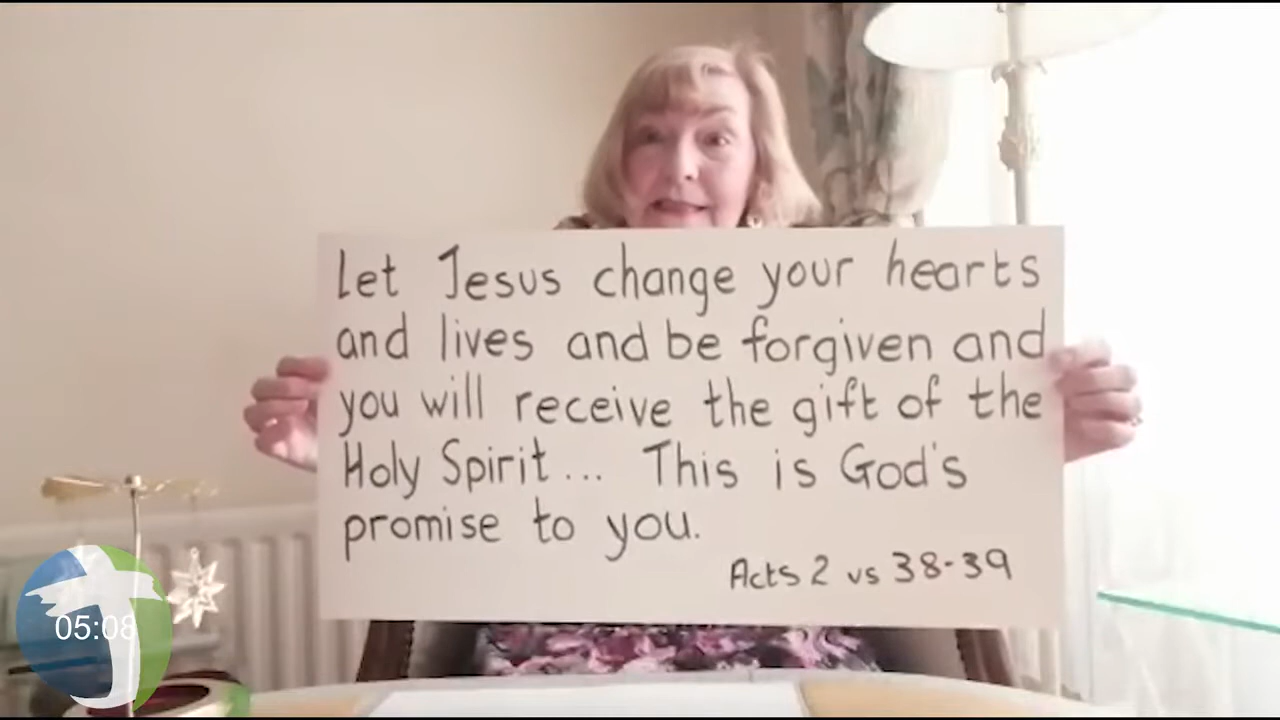 Let Jesus change your hearts
and lives and be forgiven and
you will receive the gift of the
Holy Spirit... This is God's
promise to you.
Acts 2 vs 38-39
05:08